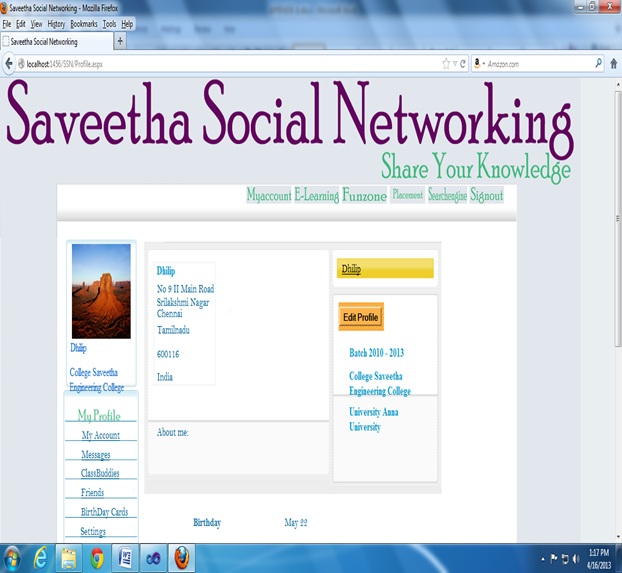 Saveetha Social Networking - Mozilla Firefox
File Edit View History Bookmarks Tools Help
Saveetha Social Networking
localhost:1456/SSN/Profile.aspx
Amazon.com
Saveetha Social Networking
Share Your Knowledge
Myaccount E-Learning Funzone Placement Searchengine Signout
Dhilip
College Saveetha
Engineering College
My Profile
My Account
Messages
ClassBuddies
Friends
BirthDay Cards
Settings
Dhilip
No 9 II Main Road
Srilakshmi Nagar
Chennai
Tamilnadu
600116
India
About me:
Dhilip
Edit Profile
Batch 2010 - 2013
College Saveetha
Engineering College
University Anna
University
Birthday May 22
1:17 PM
4/16/2013